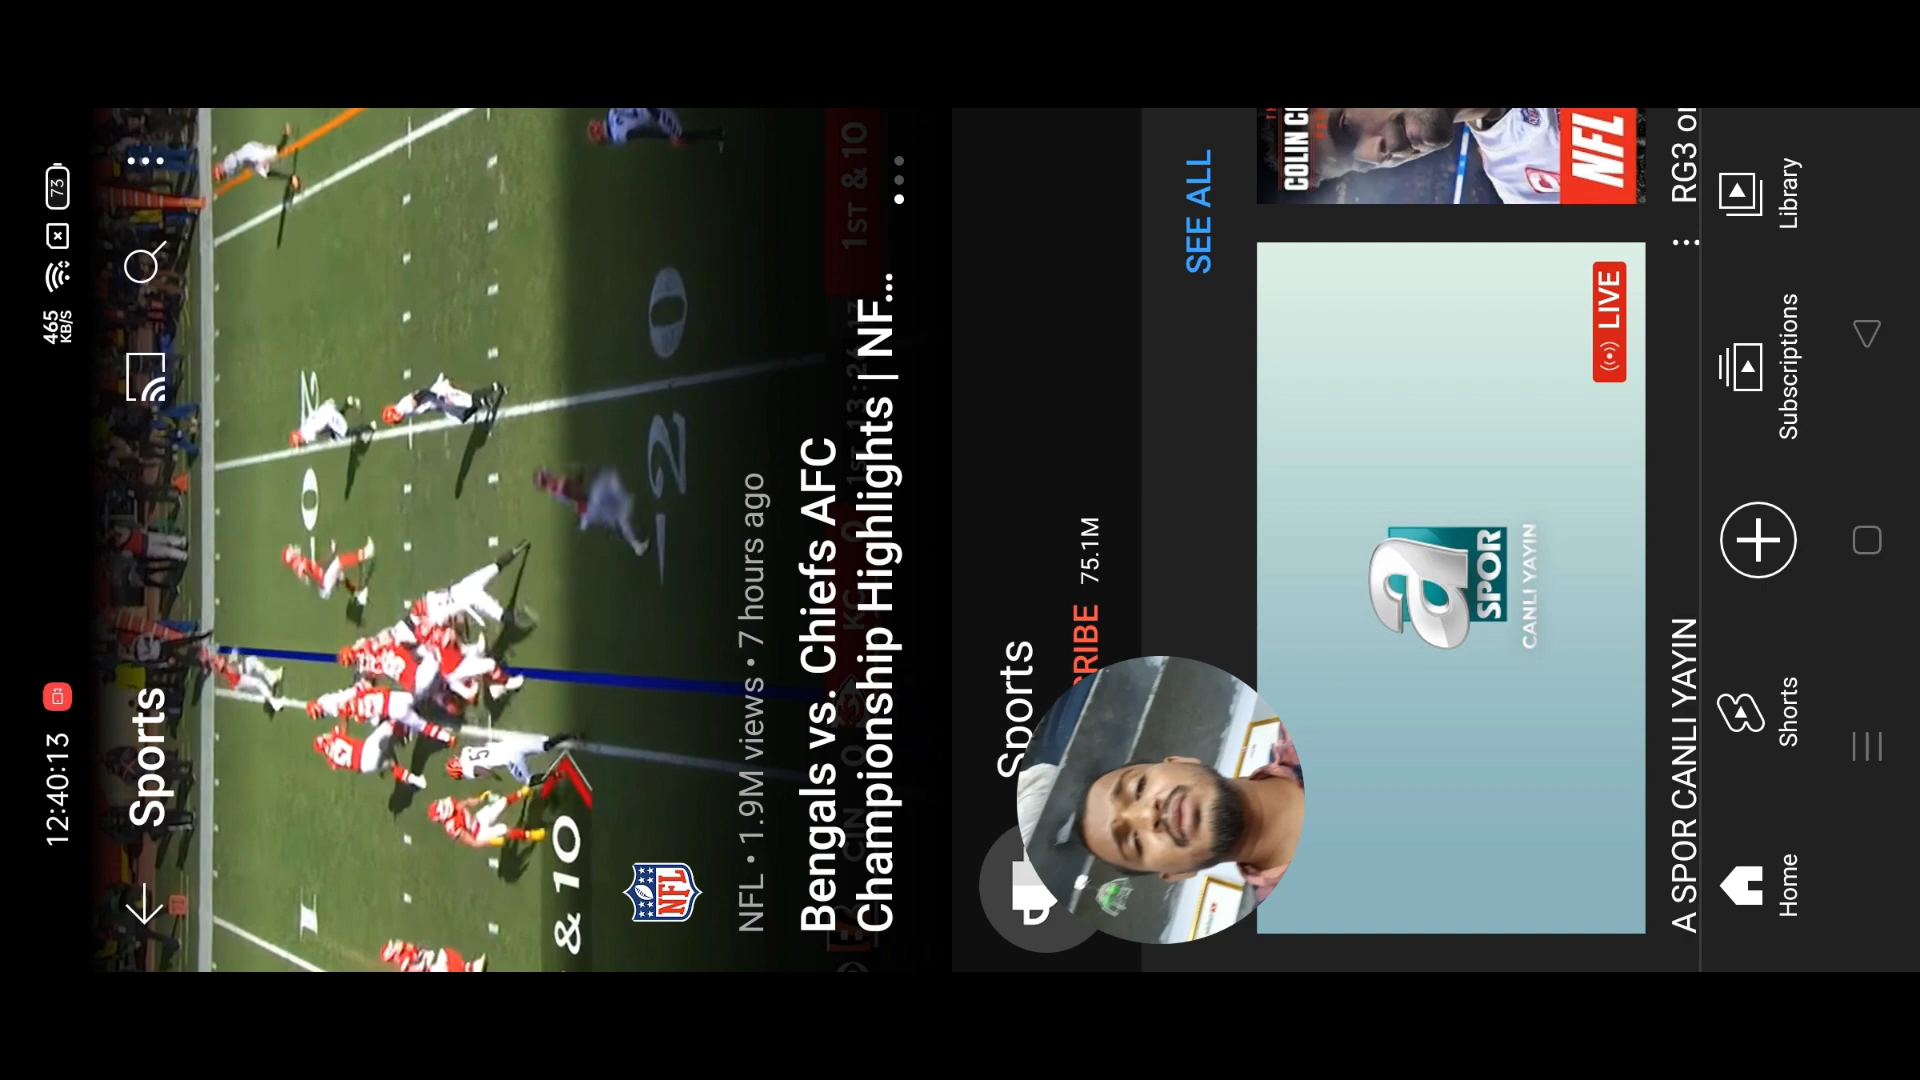 12:40:13
465 KB/S
73
Sports
1ST & 10
& 10
NFL
NFL • 1.9M views • 7 hours ago
Bengals vs. Chiefs AFC
Championship Highlights | NF...
Sports
RIBE 75.1M
SEE ALL
a
SPOR
CANLI YAYIN
LIVE
COLIN C
NFL
A SPOR CANLI YAYIN
RG3 o
Home
Shorts
Subscriptions
Library